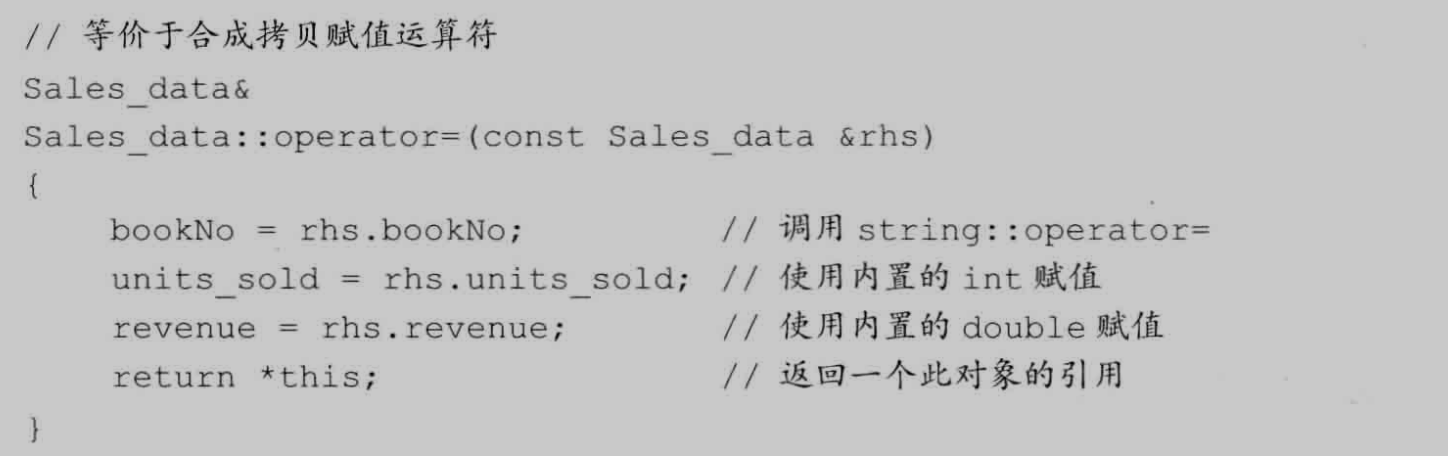 // 等价于合成拷贝赋值运算符
Sales_data&
Sales_data::operator=(const Sales_data &rhs)
{
    bookNo = rhs.bookNo;          // 调用 string::operator=
    units_sold = rhs.units_sold;  // 使用内置的 int 赋值
    revenue = rhs.revenue;        // 使用内置的 double 赋值
    return *this;                 // 返回一个此对象的引用
}